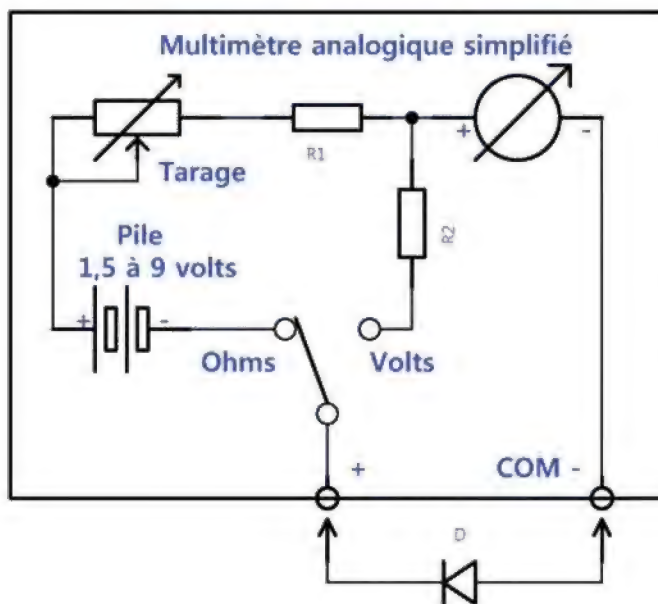 Multimètre analogique simplifié
+
-
R1
Tarage
R2
Pile
1,5 à 9 volts
+
-
Ohms
Volts
+
COM -
D